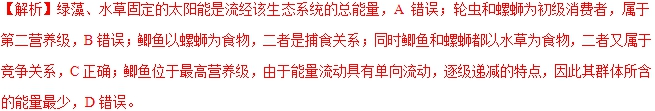 【解析】绿藻、水草固定的太阳能是流经该生态系统的总能量，A 错误；轮虫和螺蛳为初级消费者，属于
第二营养级，B错误；鲫鱼以螺蛳为食物，二者是捕食关系；同时鲫鱼和螺蛳都以水草为食物，二者又属于
竞争关系，C正确；鲫鱼位于最高营养级，由于能量流动具有单向流动，逐级递减的特点，因此其群体所含
的能量最少，D错误。